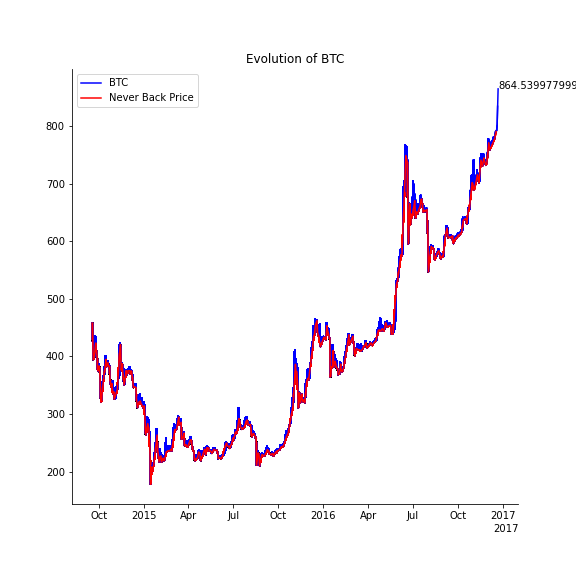 Evolution of BTC
BTC
Never Back Price
864.539977999
800
700
600
500
400
300
200
Oct 2015 Apr Jul Oct 2016 Apr Jul Oct 2017
2017